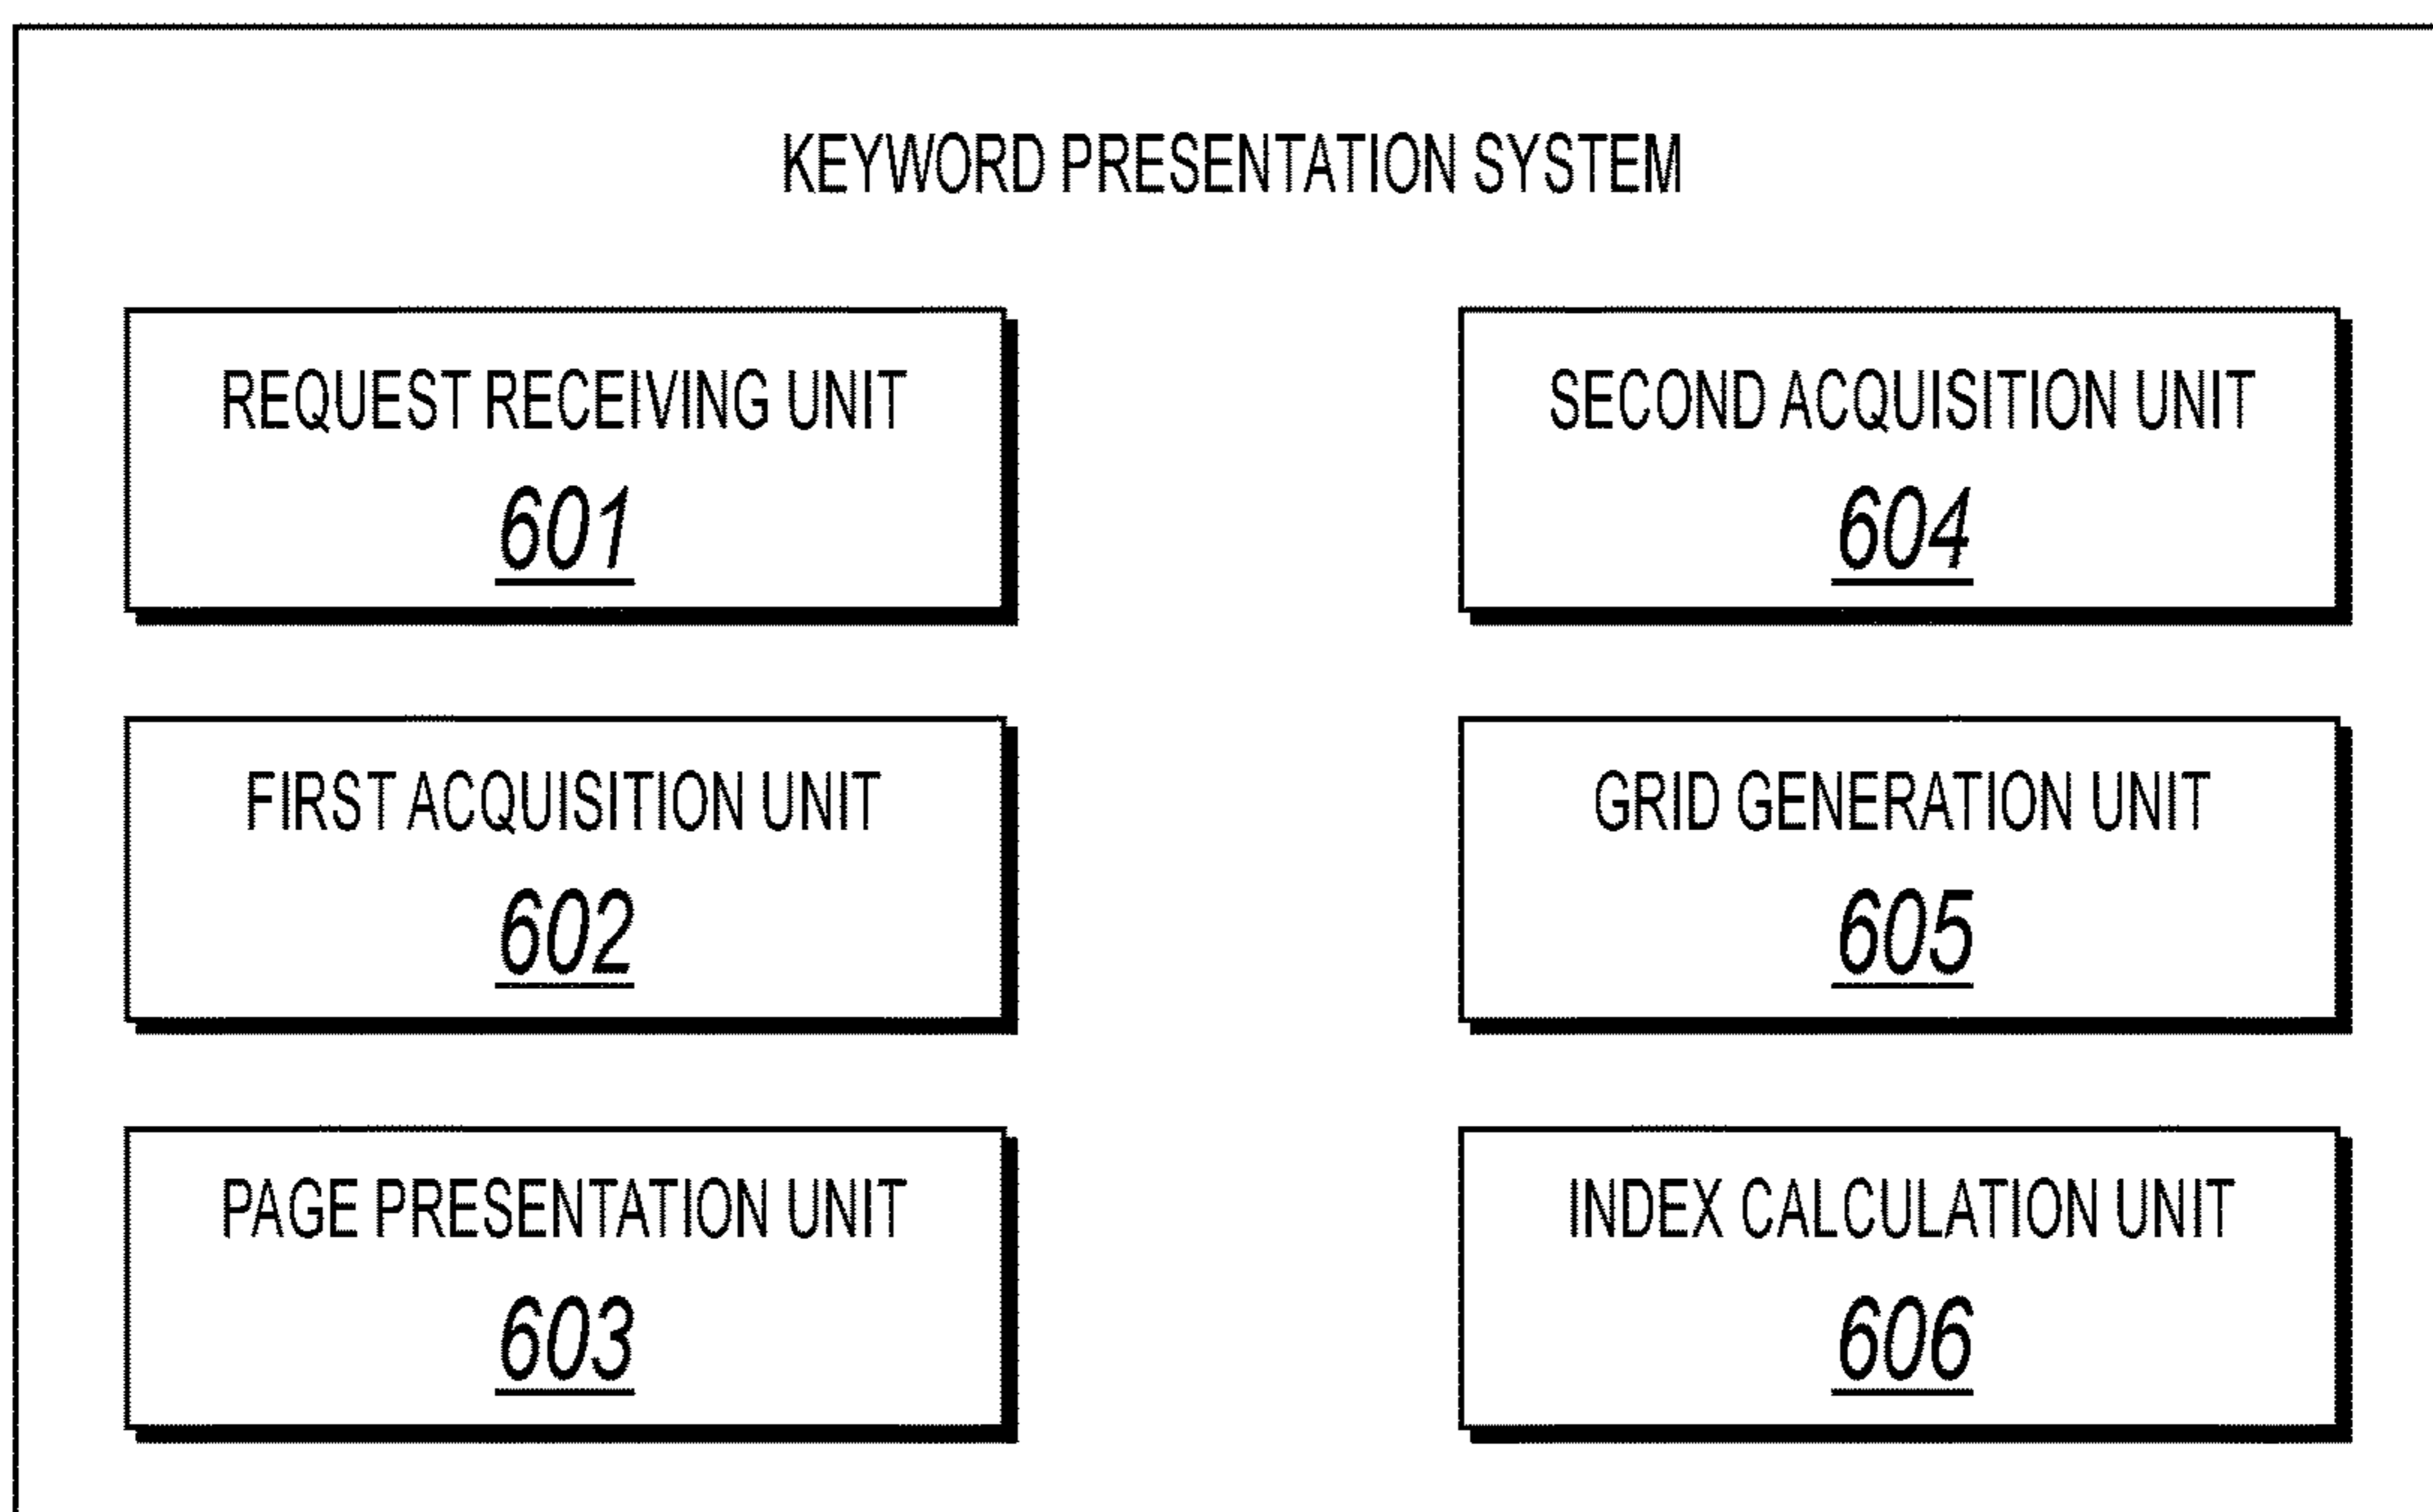 KEYWORD PRESENTATION SYSTEM
REQUEST RECEIVING UNIT
601
FIRST ACQUISITION UNIT
602
PAGE PRESENTATION UNIT
603
SECOND ACQUISITION UNIT
604
GRID GENERATION UNIT
605
INDEX CALCULATION UNIT
606